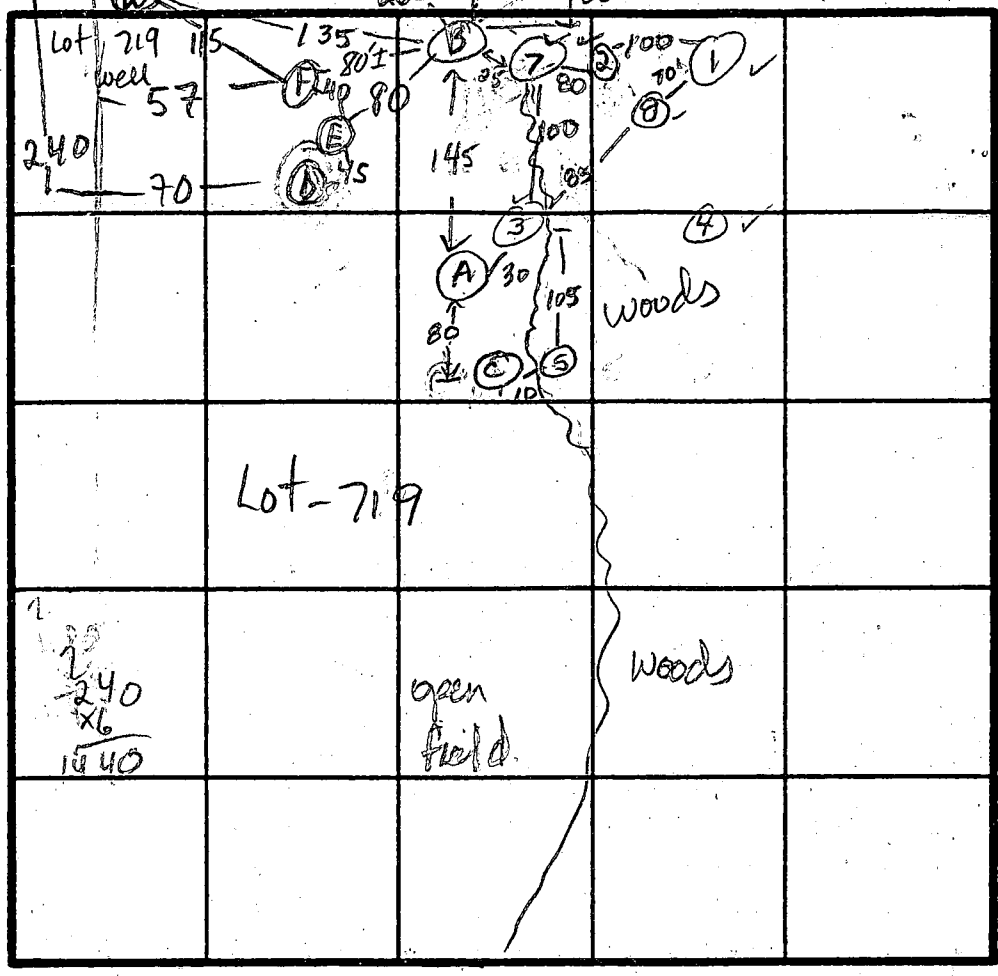 Lot 719 115 135 B 7 2 100 1
80'± 25 80 70'
well 57 F 40 80 8
E 100
240 145 85
1 70 D 45
3 4
A 30 105 woods
80
C 5
10
Lot-719
240 woods
x6 open
1440 field